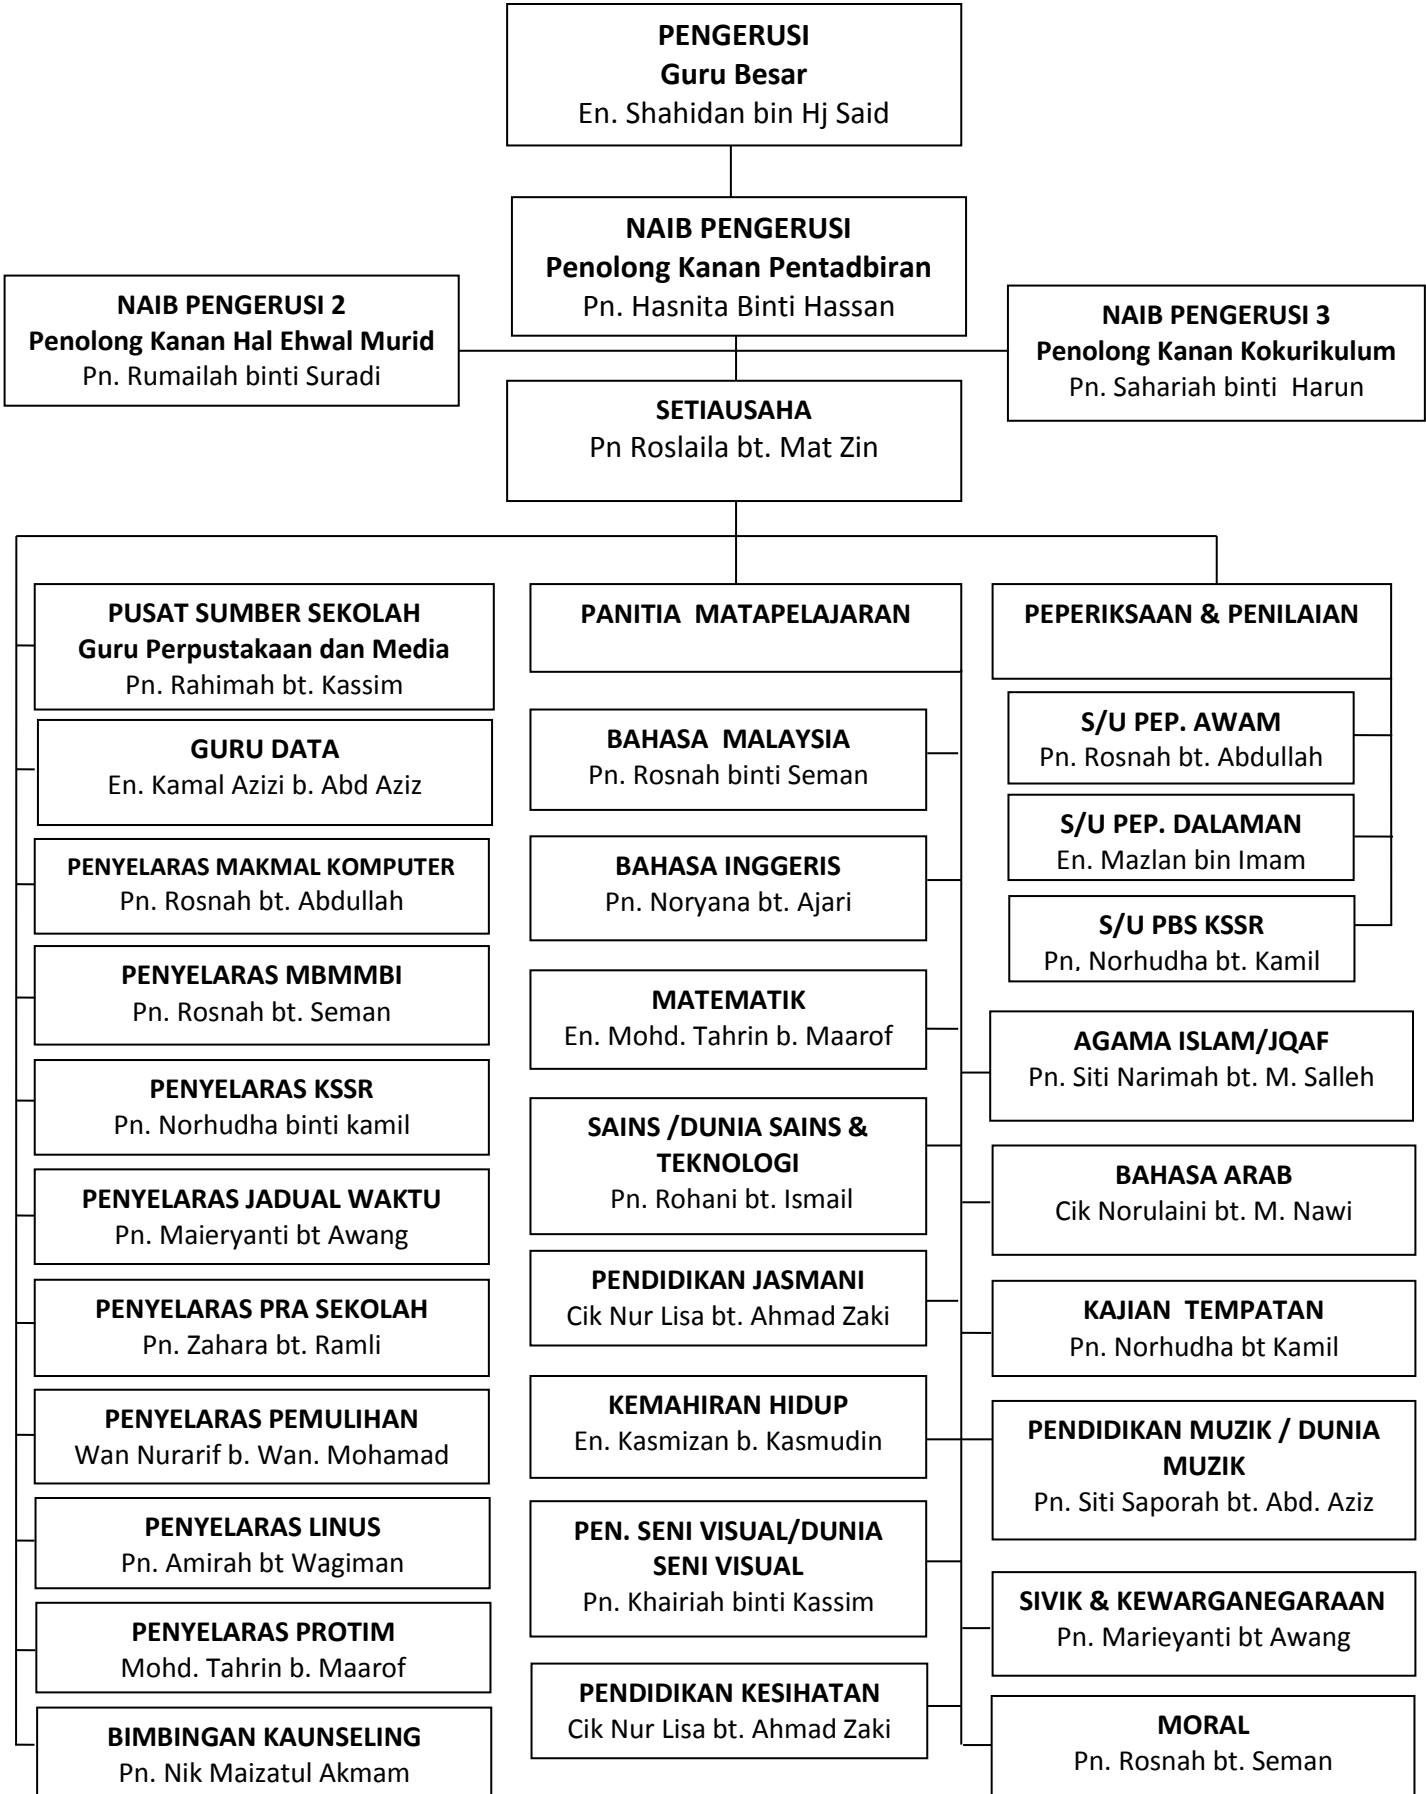 PENGERUSI
Guru Besar
En. Shahidan bin Hj Said
NAIB PENGERUSI
Penolong Kanan Pentadbiran
Pn. Hasnita Binti Hassan
NAIB PENGERUSI 2
Penolong Kanan Hal Ehwal Murid
Pn. Rumailah binti Suradi
NAIB PENGERUSI 3
Penolong Kanan Kokurikulum
Pn. Sahariah binti Harun
SETIAUSAHA
Pn Roslaila bt. Mat Zin
PUSAT SUMBER SEKOLAH
Guru Perpustakaan dan Media
Pn. Rahimah bt. Kassim
GURU DATA
En. Kamal Azizi b. Abd Aziz
PENYELARAS MAKMAL KOMPUTER
Pn. Rosnah bt. Abdullah
PENYELARAS MBMMBI
Pn. Rosnah bt. Seman
PENYELARAS KSSR
Pn. Norhudha binti kamil
PENYELARAS JADUAL WAKTU
Pn. Maieryanti bt Awang
PENYELARAS PRA SEKOLAH
Pn. Zahara bt. Ramli
PENYELARAS PEMULIHAN
Wan Nurarif b. Wan. Mohamad
PENYELARAS LINUS
Pn. Amirah bt Wagiman
PENYELARAS PROTIM
Mohd. Tahrin b. Maarof
BIMBINGAN KAUNSELING
Pn. Nik Maizatul Akmam
PANITIA MATAPELAJARAN
BAHASA MALAYSIA
Pn. Rosnah binti Seman
BAHASA INGGERIS
Pn. Noryana bt. Ajari
MATEMATIK
En. Mohd. Tahrin b. Maarof
SAINS /DUNIA SAINS &
TEKNOLOGI
Pn. Rohani bt. Ismail
PENDIDIKAN JASMANI
Cik Nur Lisa bt. Ahmad Zaki
KEMAHIRAN HIDUP
En. Kasmizan b. Kasmudin
PEN. SENI VISUAL/DUNIA
SENI VISUAL
Pn. Khairiah binti Kassim
PENDIDIKAN KESIHATAN
Cik Nur Lisa bt. Ahmad Zaki
PEPERIKSAAN & PENILAIAN
S/U PEP. AWAM
Pn. Rosnah bt. Abdullah
S/U PEP. DALAMAN
En. Mazlan bin Imam
S/U PBS KSSR
Pn. Norhudha bt. Kamil
AGAMA ISLAM/JQAF
Pn. Siti Narimah bt. M. Salleh
BAHASA ARAB
Cik Norulaini bt. M. Nawi
KAJIAN TEMPATAN
Pn. Norhudha bt Kamil
PENDIDIKAN MUZIK / DUNIA
MUZIK
Pn. Siti Saporah bt. Abd. Aziz
SIVIK & KEWARGANEGARAAN
Pn. Marieyanti bt Awang
MORAL
Pn. Rosnah bt. Seman